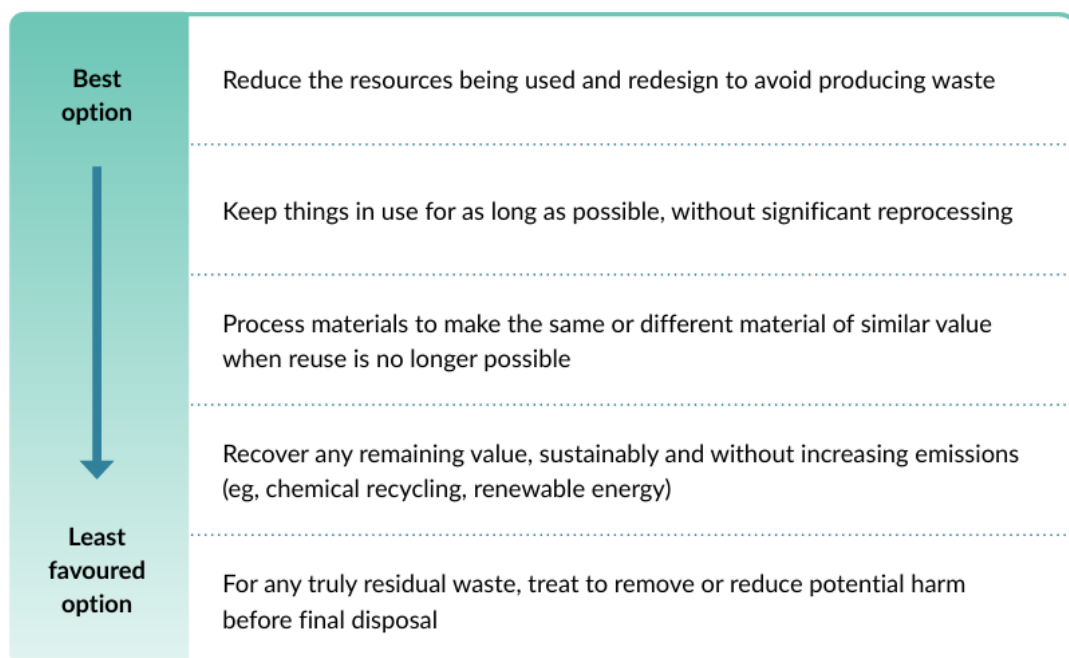 Best
option
Reduce the resources being used and redesign to avoid producing waste
Keep things in use for as long as possible, without significant reprocessing
Process materials to make the same or different material of similar value
when reuse is no longer possible
Recover any remaining value, sustainably and without increasing emissions
(eg, chemical recycling, renewable energy)
Least
favoured
option
For any truly residual waste, treat to remove or reduce potential harm
before final disposal